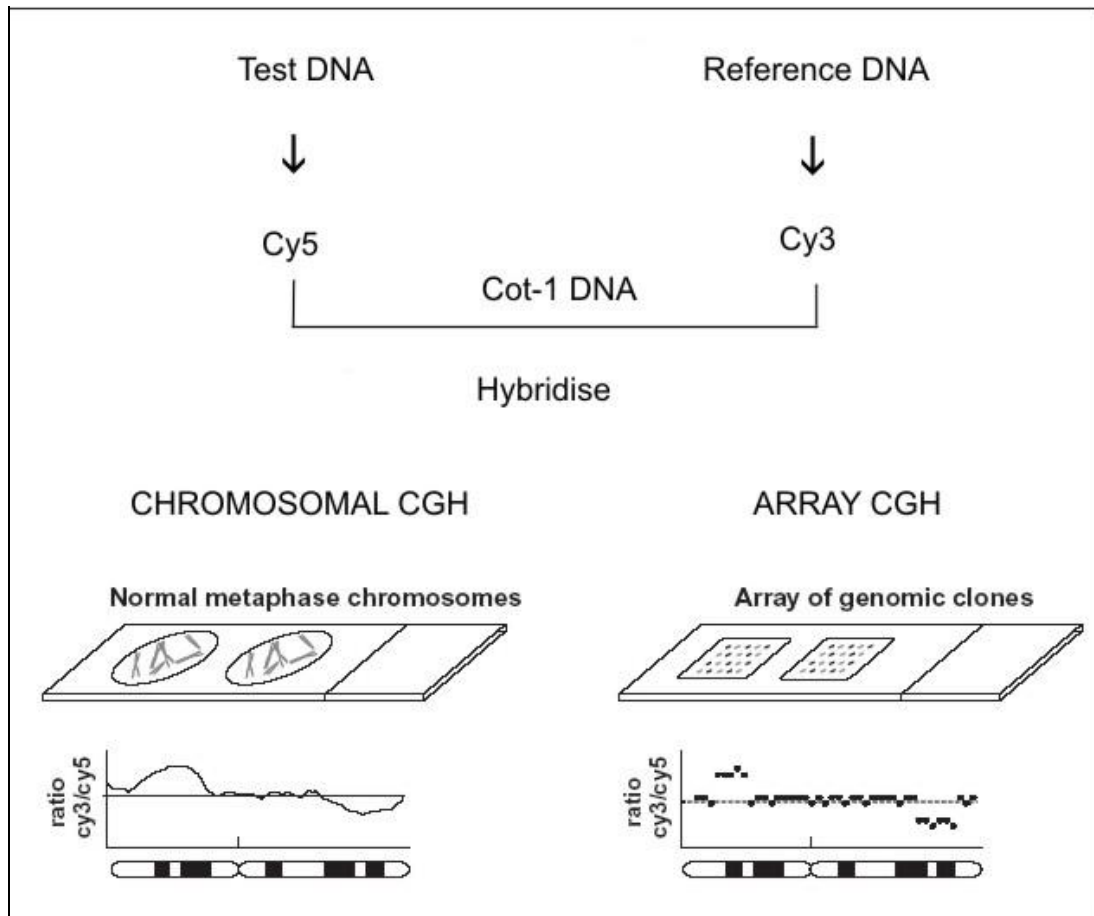 Test DNA Reference DNA
↓ ↓
Cy5 Cy3
Cot-1 DNA
Hybridise
CHROMOSOMAL CGH ARRAY CGH
Normal metaphase chromosomes Array of genomic clones
ratio
cy3/cy5
ratio
cy3/cy5